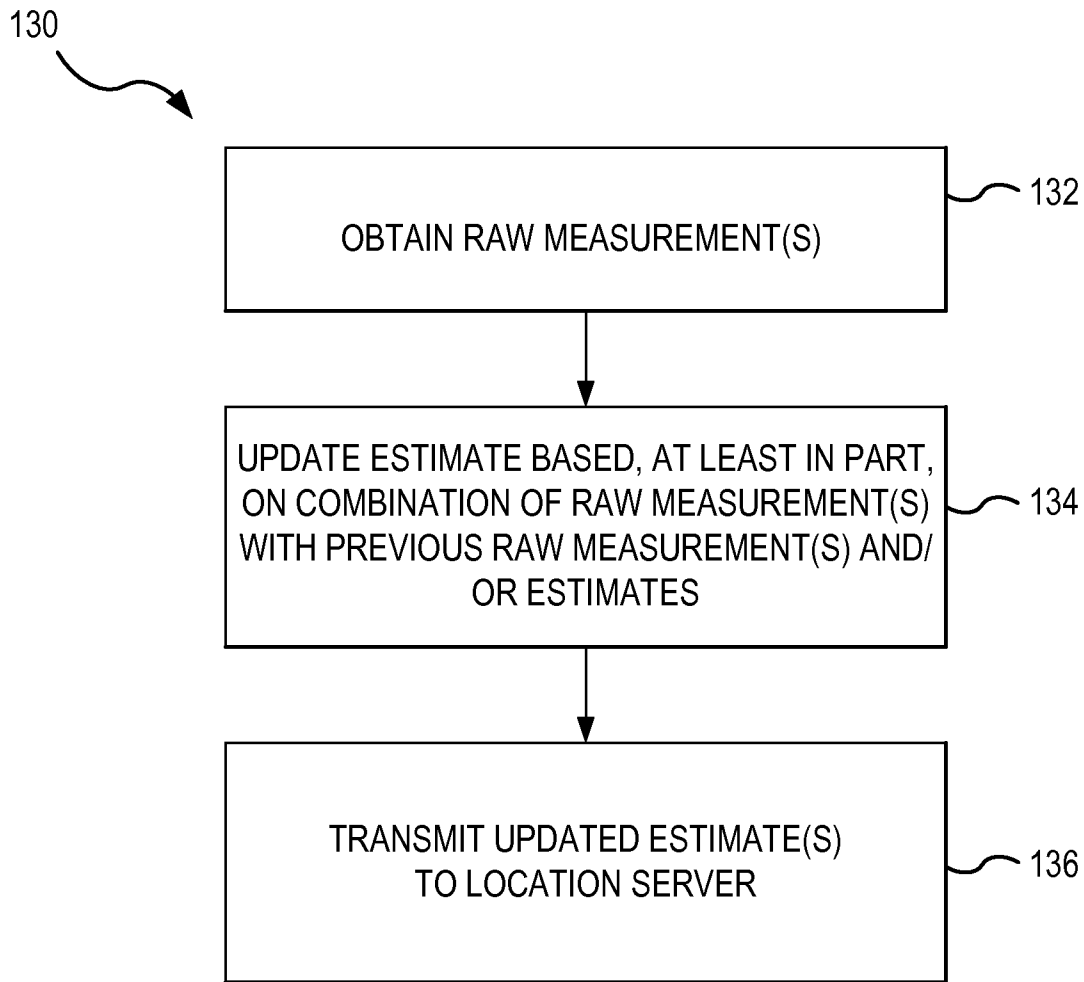 130
OBTAIN RAW MEASUREMENT(S)
132
UPDATE ESTIMATE BASED, AT LEAST IN PART,
ON COMBINATION OF RAW MEASUREMENT(S)
WITH PREVIOUS RAW MEASUREMENT(S) AND/
OR ESTIMATES
134
TRANSMIT UPDATED ESTIMATE(S)
TO LOCATION SERVER
136